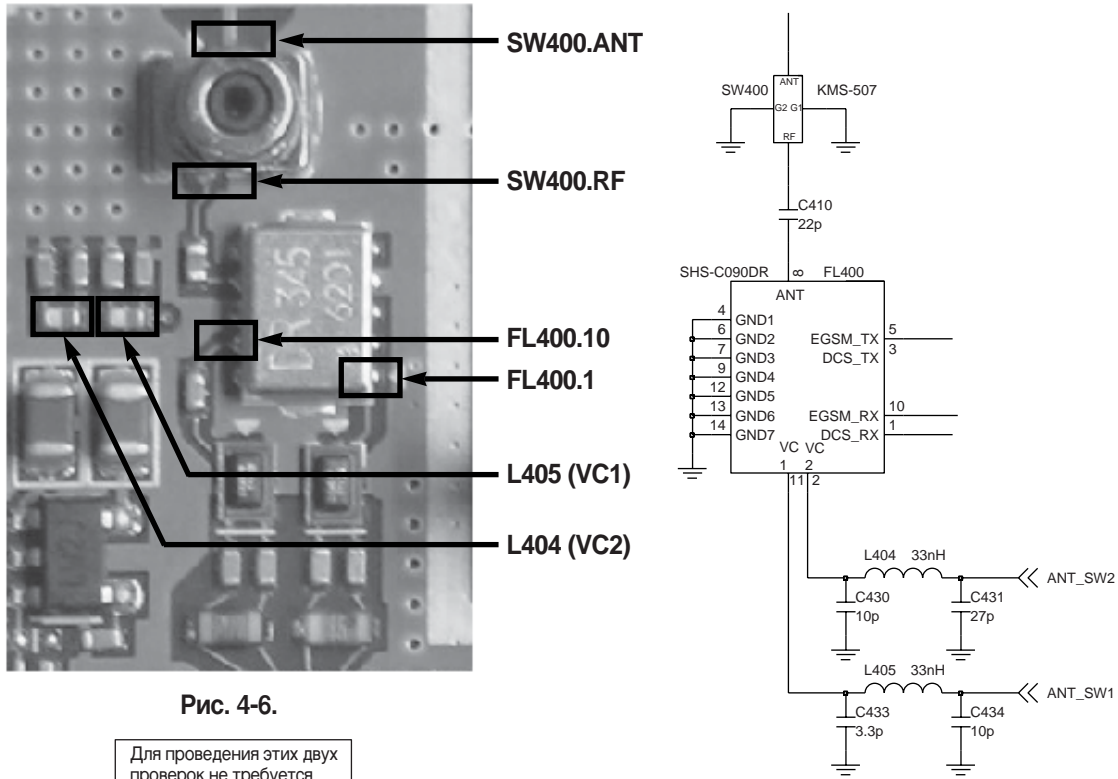 SW400.ANT
SW400.RF
FL400.10
FL400.1
L405 (VC1)
L404 (VC2)
Рис. 4-6.
Для проведения этих двух
проверок не требуется
ANT
SW400
KMS-507
G2 G1
RF
C410
22p
SHS-C090DR
8
FL400
ANT
4
GND1
6
GND2
7
GND3
9
GND4
12
GND5
13
GND6
14
GND7
EGSM_TX
5
DCS_TX
3
EGSM_RX
10
DCS_RX
1
VC VC
1 2
11 2
L404 33nH
ANT_SW2
C430
10p
C431
27p
L405 33nH
ANT_SW1
C433
3.3p
C434
10p